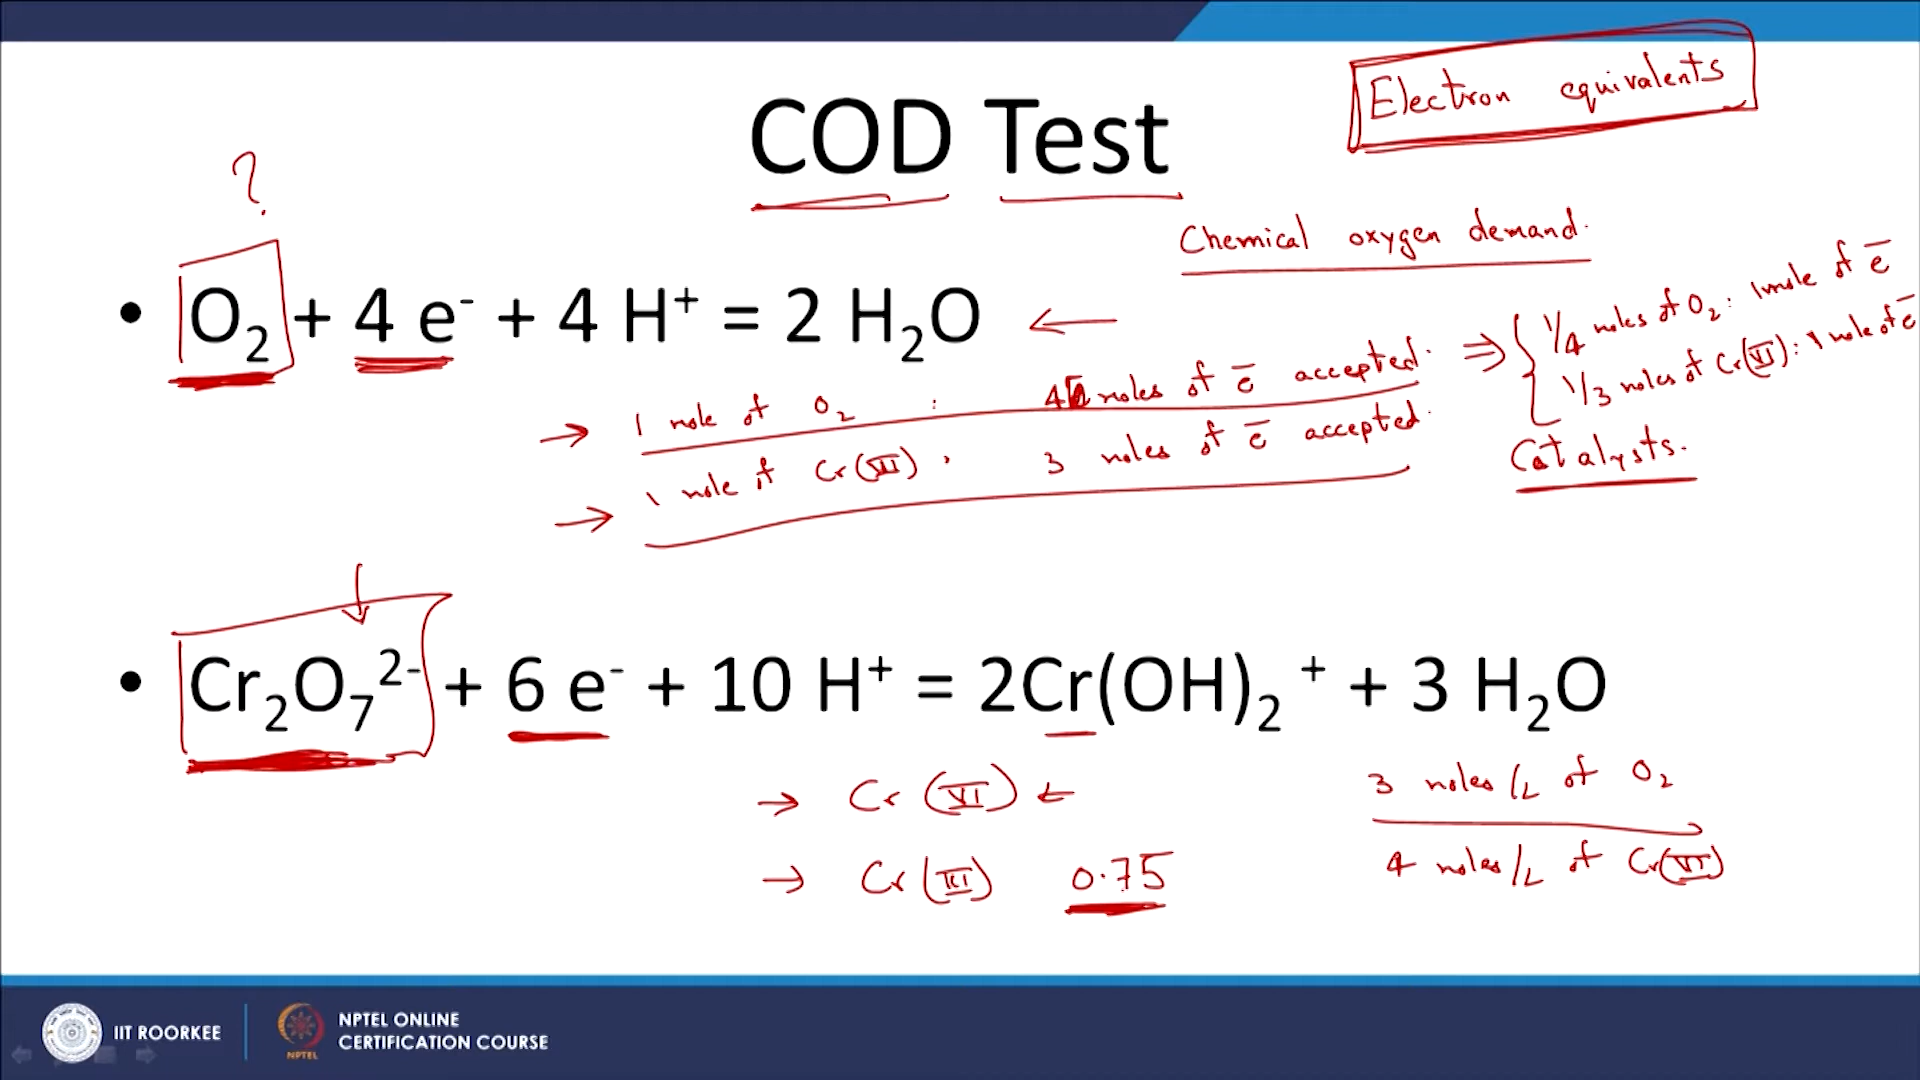 Electron equivalents
COD Test
?
Chemical oxygen demand.
• O₂ + 4 e⁻ + 4 H⁺ = 2 H₂O
1/4 moles of O₂ : 1 mole of e⁻
1/3 moles of Cr(VI) : 1 mole of e⁻
1 mole of O₂ : 4 moles of e⁻ accepted.
1 mole of Cr(VI) , 3 moles of e⁻ accepted.
Catalysts.
• Cr₂O₇²⁻ + 6 e⁻ + 10 H⁺ = 2Cr(OH)₂ ⁺ + 3 H₂O
→ Cr (VI) ←
→ Cr (III) 0.75
3 moles/L of O₂
4 moles/L of Cr(VI)
IIT ROORKEE
NPTEL
NPTEL ONLINE
CERTIFICATION COURSE